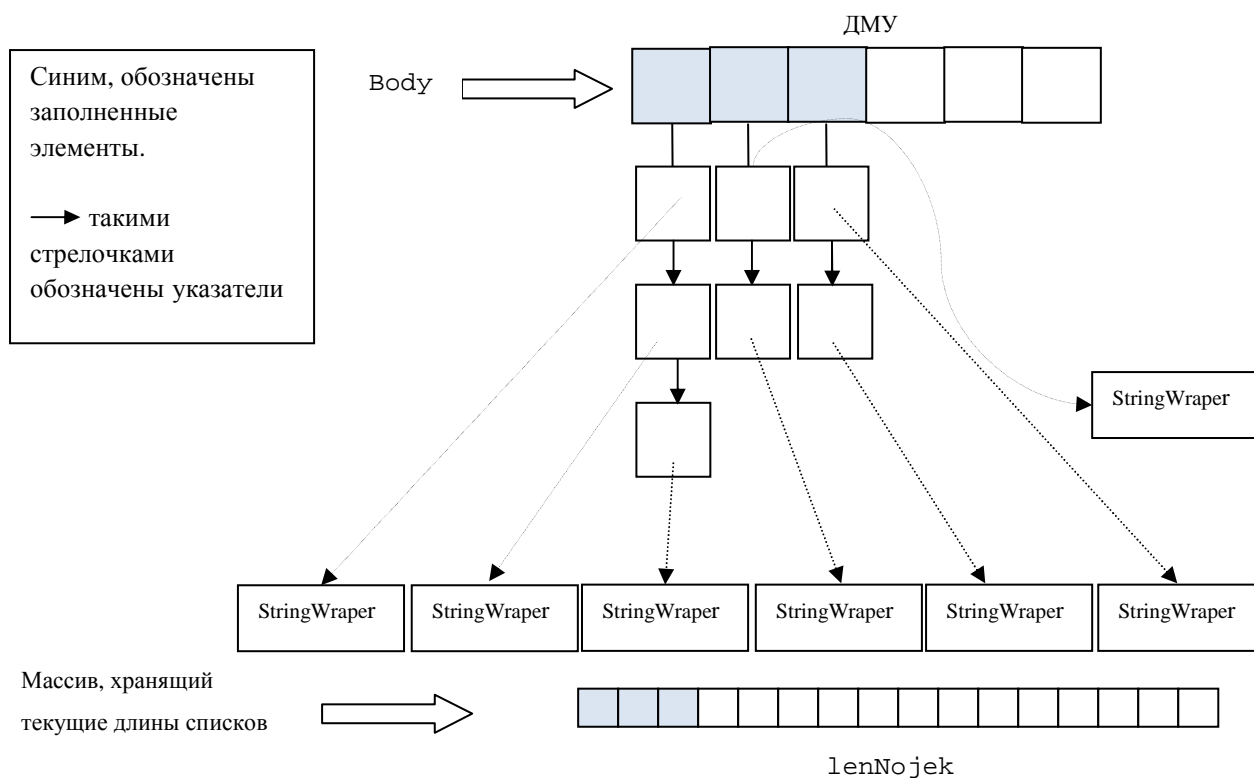 ДМУ
Синим, обозначены
заполненные
элементы.
такими
стрелочками
обозначены указатели
Body
StringWraper
StringWraper
StringWraper
StringWraper
StringWraper
StringWraper
StringWraper
Массив, хранящий
текущие длины списков
lenNojek